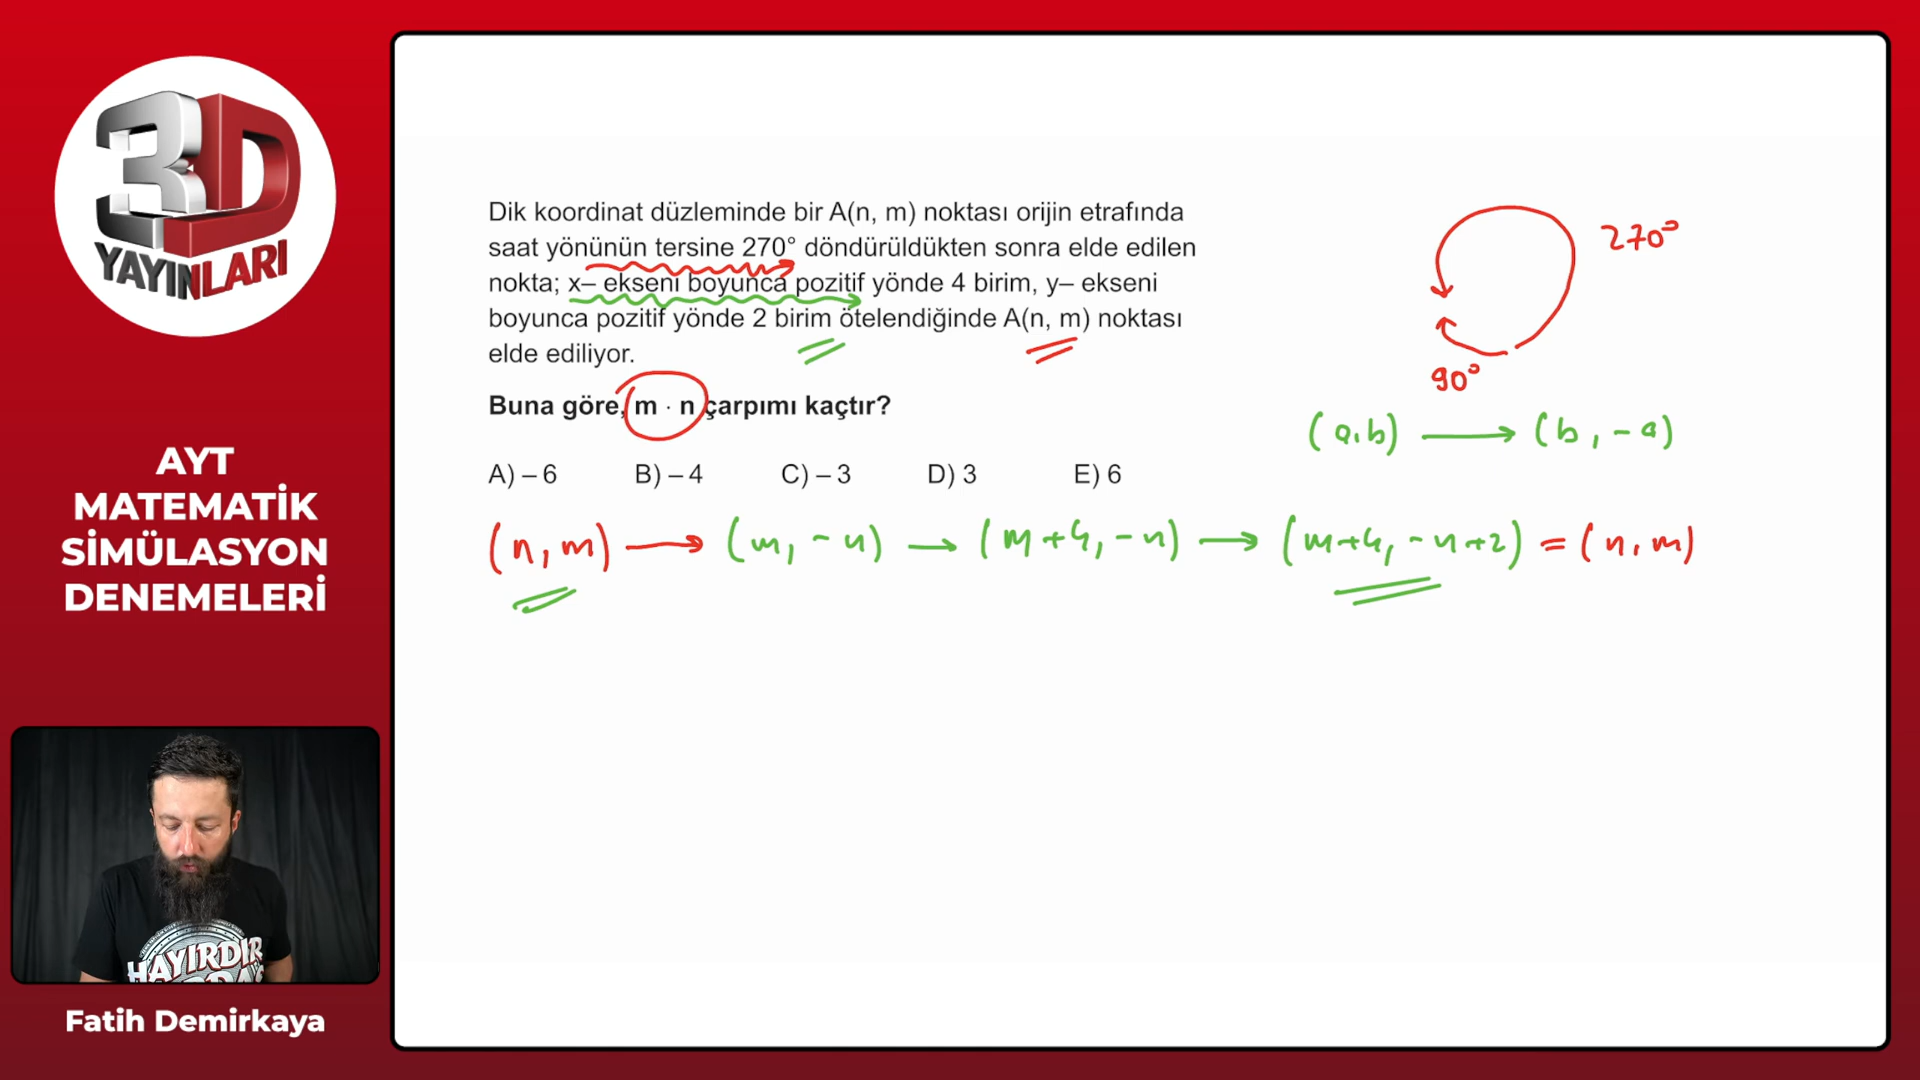 3D
YAYINLARI
AYT
MATEMATİK
SİMÜLASYON
DENEMELERİ
HAYIRDIR
Fatih Demirkaya
Dik koordinat düzleminde bir A(n, m) noktası orijin etrafında
saat yönünün tersine 270° döndürüldükten sonra elde edilen
nokta; x– ekseni boyunca pozitif yönde 4 birim, y– ekseni
boyunca pozitif yönde 2 birim ötelendiğinde A(n, m) noktası
elde ediliyor.
Buna göre, m · n çarpımı kaçtır?
A) – 6 B) – 4 C) – 3 D) 3 E) 6
270°
90°
(a,b) → (b, -a)
(n, m) → (m, -n) → (m+4, -n) → (m+4, -n+2) = (n, m)